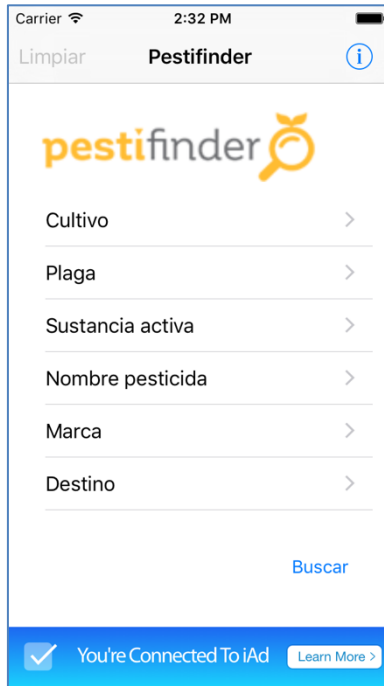 Carrier 2:32 PM
Limpiar Pestifinder i
pestifinder
Cultivo
Plaga
Sustancia activa
Nombre pesticida
Marca
Destino
Buscar
You're Connected To iAd Learn More >